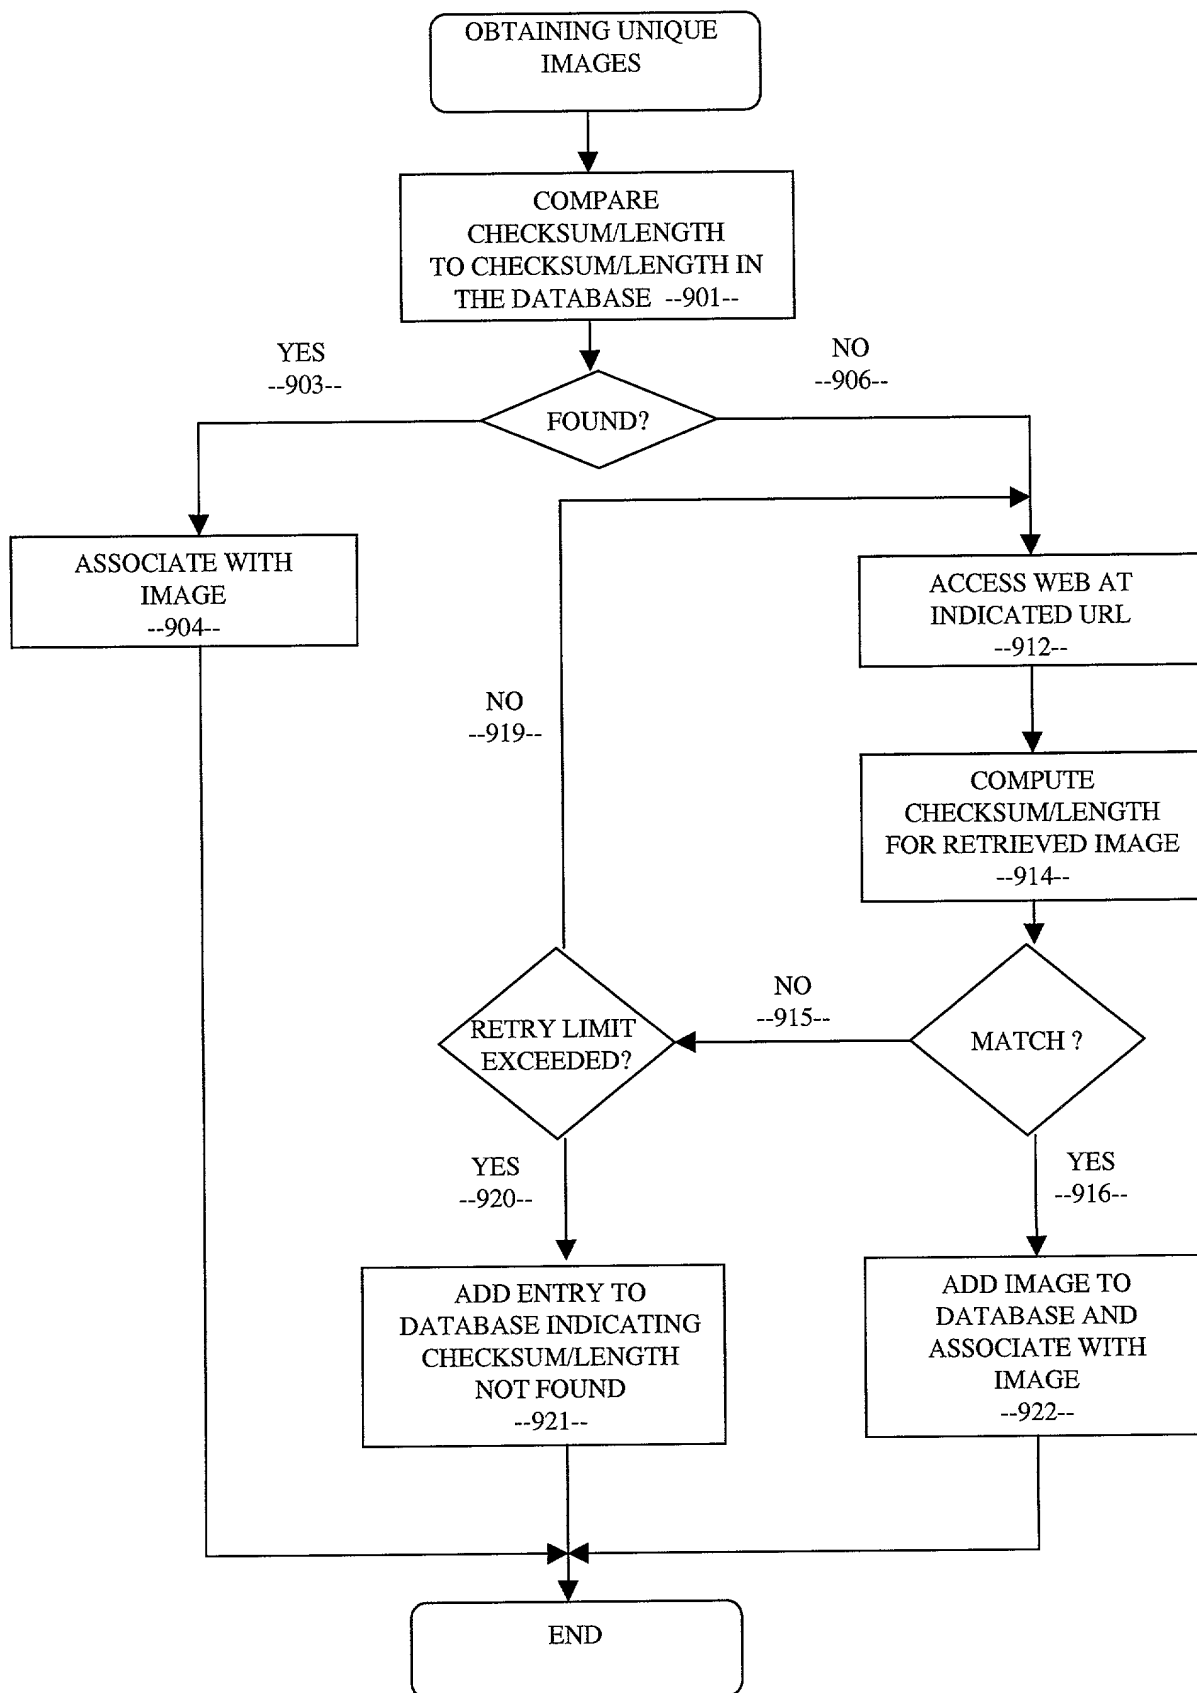 OBTAINING UNIQUE
IMAGES
COMPARE
CHECKSUM/LENGTH
TO CHECKSUM/LENGTH IN
THE DATABASE --901--
YES
--903--
NO
--906--
FOUND?
ASSOCIATE WITH
IMAGE
--904--
ACCESS WEB AT
INDICATED URL
--912--
NO
--919--
COMPUTE
CHECKSUM/LENGTH
FOR RETRIEVED IMAGE
--914--
NO
--915--
RETRY LIMIT
EXCEEDED?
MATCH ?
YES
--920--
YES
--916--
ADD ENTRY TO
DATABASE INDICATING
CHECKSUM/LENGTH
NOT FOUND
--921--
ADD IMAGE TO
DATABASE AND
ASSOCIATE WITH
IMAGE
--922--
END